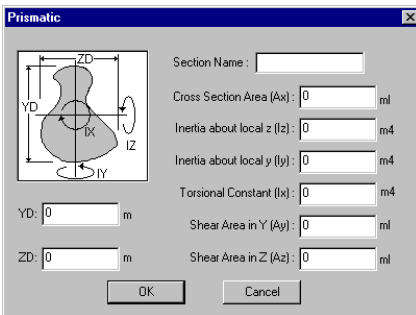 Prismatic
ZD
YD
IX
IZ
IY
Section Name :
Cross Section Area (Ax) : 0 ml
Inertia about local z (Iz) : 0 m4
Inertia about local y (Iy) : 0 m4
Torsional Constant (Ix) : 0 m4
YD: 0 m
Shear Area in Y (Ay) : 0 ml
ZD: 0 m
Shear Area in Z (Az) : 0 ml
OK
Cancel